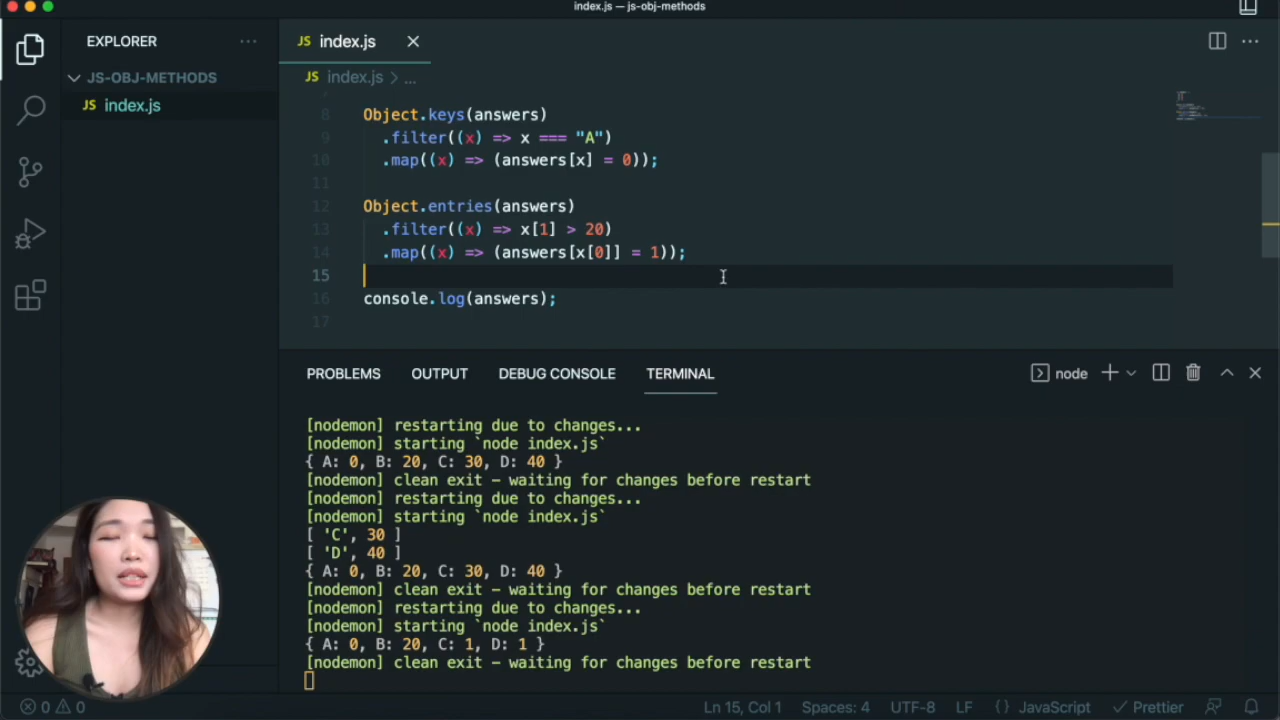 index.js — js-obj-methods
EXPLORER
JS index.js
JS-OBJ-METHODS
JS index.js
JS index.js > ...
8 Object.keys(answers)
9 .filter((x) => x === "A")
10 .map((x) => (answers[x] = 0));
11
12 Object.entries(answers)
13 .filter((x) => x[1] > 20)
14 .map((x) => (answers[x[0]] = 1));
15
16 console.log(answers);
17
PROBLEMS OUTPUT DEBUG CONSOLE TERMINAL
node
[nodemon] restarting due to changes...
[nodemon] starting `node index.js`
{ A: 0, B: 20, C: 30, D: 40 }
[nodemon] clean exit - waiting for changes before restart
[nodemon] restarting due to changes...
[nodemon] starting `node index.js`
[ 'C', 30 ]
[ 'D', 40 ]
{ A: 0, B: 20, C: 30, D: 40 }
[nodemon] clean exit - waiting for changes before restart
[nodemon] restarting due to changes...
[nodemon] starting `node index.js`
{ A: 0, B: 20, C: 1, D: 1 }
[nodemon] clean exit - waiting for changes before restart
0 0 Ln 15, Col 1 Spaces: 4 UTF-8 LF {} JavaScript Prettier